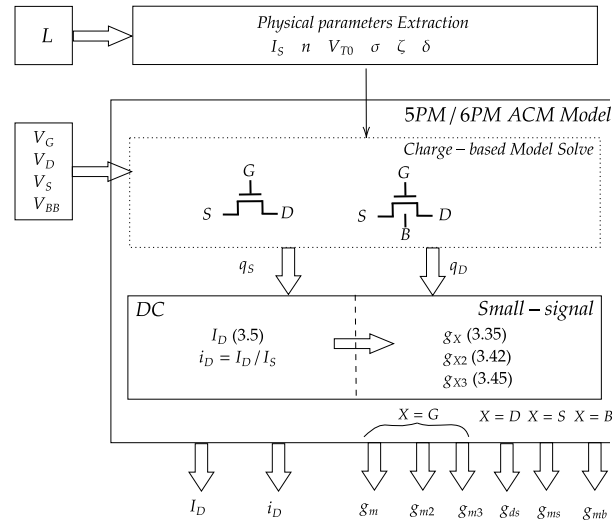 L
Physical parameters Extraction
I_S n V_T0 σ ζ δ
5PM/6PM ACM Model
V_G
V_D
V_S
V_BB
Charge-based Model Solve
G
S D
G
S D
B
q_S q_D
DC Small-signal
I_D (3.5)
i_D = I_D/I_S
g_X (3.35)
g_X2 (3.42)
g_X3 (3.45)
X = G X = D X = S X = B
I_D i_D g_m g_m2 g_m3 g_ds g_ms g_mb